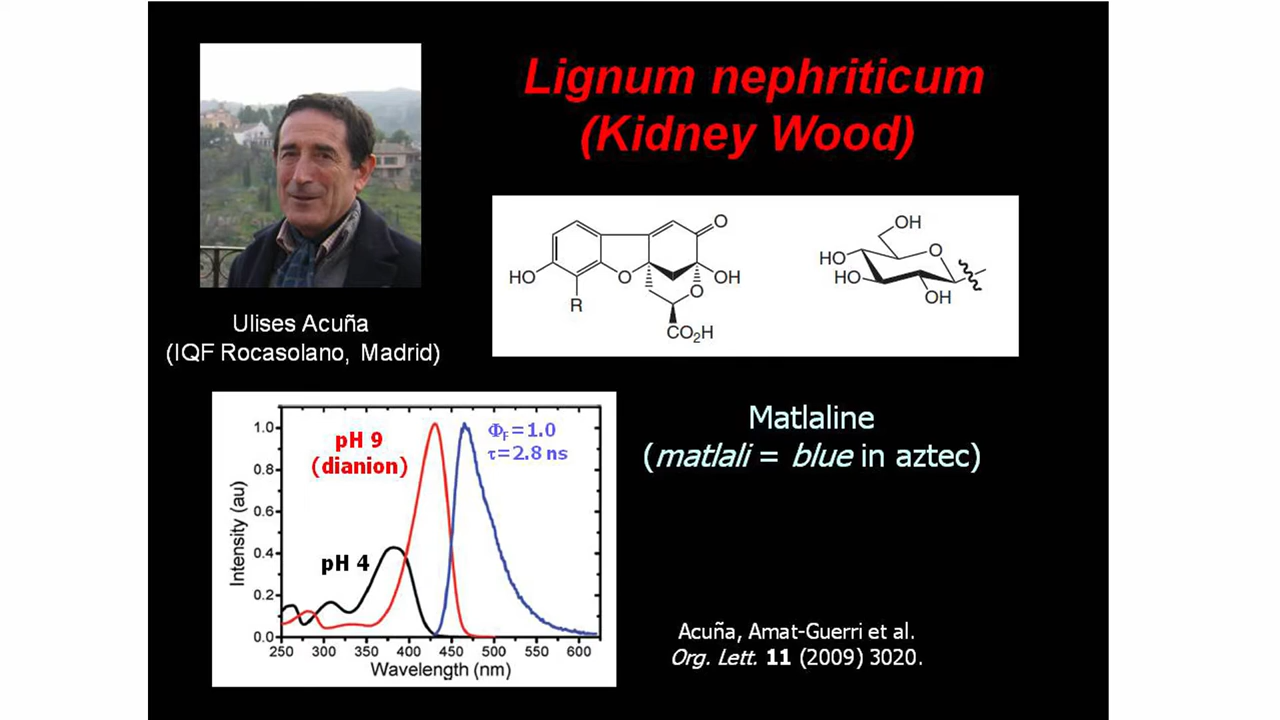 Lignum nephriticum
(Kidney Wood)
O
HO
O
OH
R
O
CO₂H
OH
HO
O
HO
OH
Ulises Acuña
(IQF Rocasolano, Madrid)
pH 9
(dianion)
ΦF=1.0
τ=2.8 ns
pH 4
Intensity (au)
1.0
0.8
0.6
0.4
0.2
0.0
250 300 350 400 450 500 550 600
Wavelength (nm)
Matlaline
(matlali = blue in aztec)
Acuña, Amat-Guerri et al.
Org. Lett. 11 (2009) 3020.